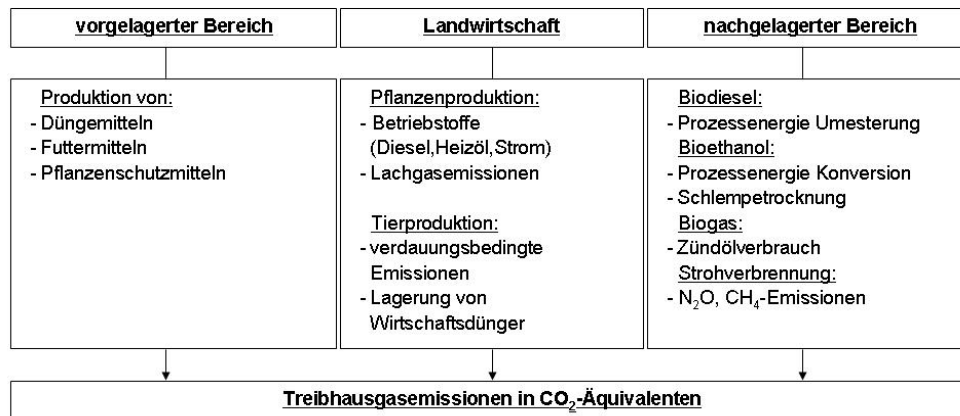 vorgelagerter Bereich
Produktion von:
- Düngemitteln
- Futtermitteln
- Pflanzenschutzmitteln
Landwirtschaft
Pflanzenproduktion:
- Betriebstoffe
(Diesel,Heizöl,Strom)
- Lachgasemissionen
Tierproduktion:
- verdauungsbedingte
Emissionen
- Lagerung von
Wirtschaftsdünger
nachgelagerter Bereich
Biodiesel:
- Prozessenergie Umesterung
Bioethanol:
- Prozessenergie Konversion
- Schlempetrocknung
Biogas:
- Zündölverbrauch
Strohverbrennung:
- N₂O, CH₄-Emissionen
Treibhausgasemissionen in CO₂-Äquivalenten